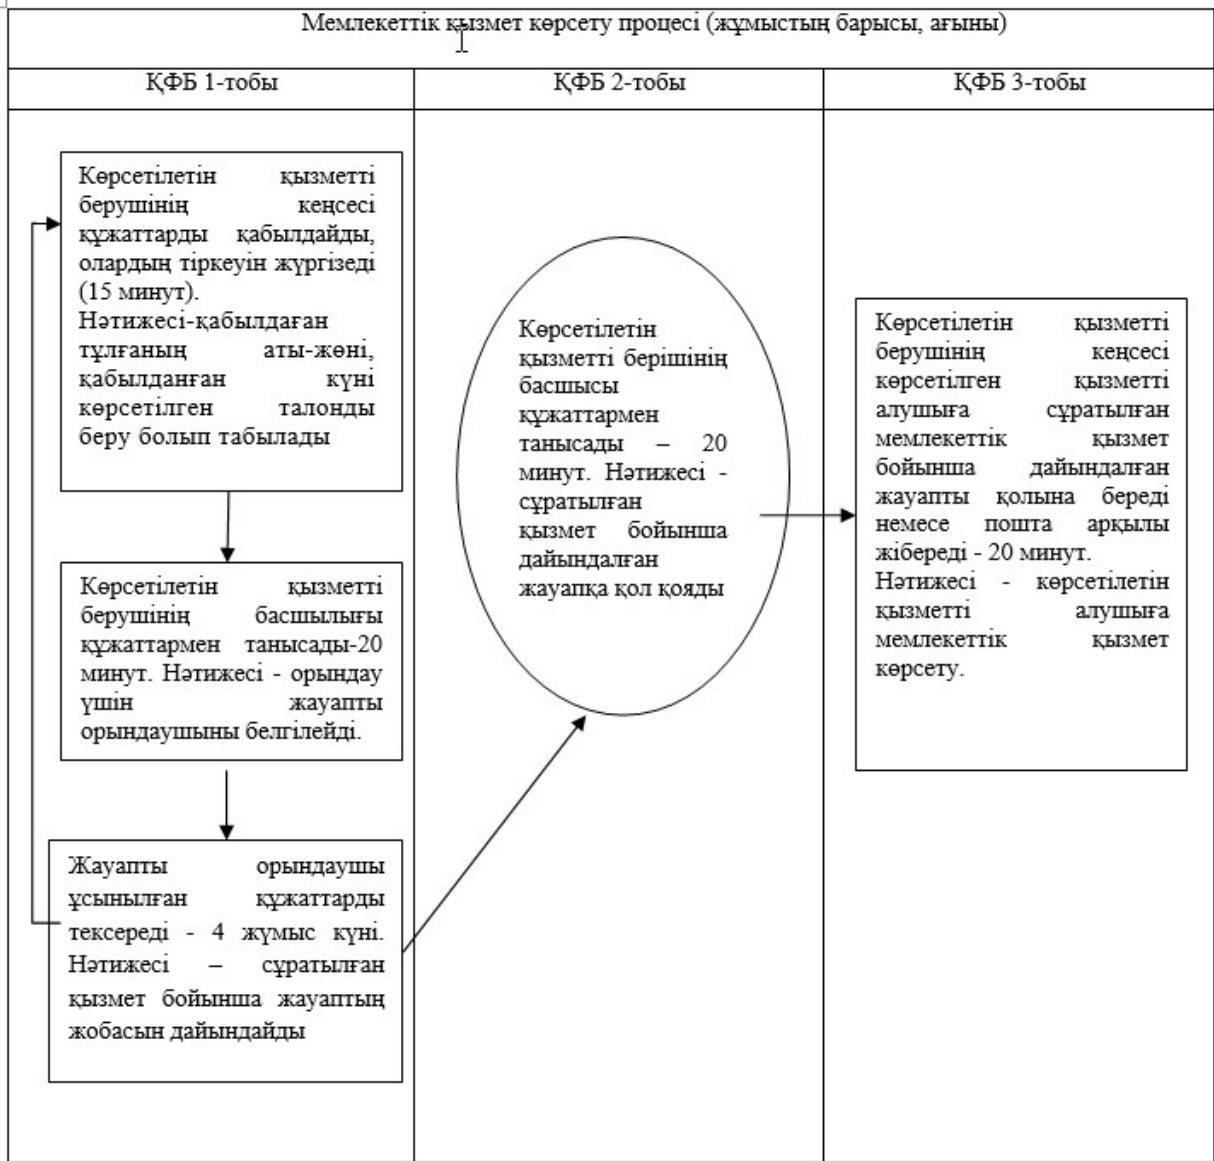 Мемлекеттік қызмет көрсету процесі (жұмыстың барысы, ағыны)
ҚФБ 1-тобы
ҚФБ 2-тобы
ҚФБ 3-тобы
Көрсетілетін қызметті
берушінің кеңсесі
құжаттарды қабылдайды,
олардың тіркеуін жүргізеді
(15 минут).
Нәтижесі-қабылдаған
тұлғаның аты-жөні,
қабылданған күні
көрсетілген талонды
беру болып табылады
Көрсетілетін қызметті
берушінің басшылығы
құжаттармен танысады-20
минут. Нәтижесі - орындау
үшін жауапты
орындаушыны белгілейді.
Жауапты орындаушы
ұсынылған құжаттарды
тексереді - 4 жұмыс күні.
Нәтижесі – сұратылған
қызмет бойынша жауаптың
жобасын дайындайды
Көрсетілетін
қызметті берішінің
басшысы
құжаттармен
танысады – 20
минут. Нәтижесі -
сұратылған
қызмет бойынша
дайындалған
жауапқа қол қояды
Көрсетілетін қызметті
берушінің кеңсесі
көрсетілген қызметті
алушыға сұратылған
мемлекеттік қызмет
бойынша дайындалған
жауапты қолына береді
немесе пошта арқылы
жібереді - 20 минут.
Нәтижесі - көрсетілетін
қызметті алушыға
мемлекеттік қызмет
көрсету.